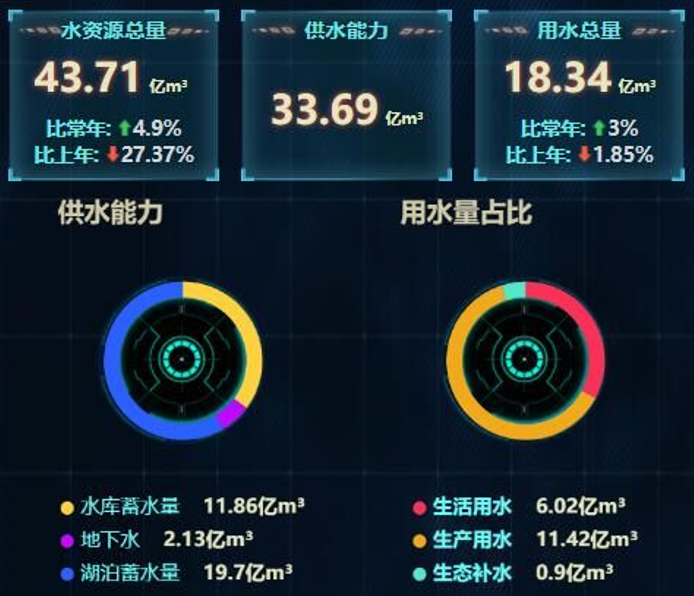 水资源总量
43.71 亿m³
比常年: ↑4.9%
比上年: ↓27.37%
供水能力
33.69 亿m³
用水总量
18.34 亿m³
比常年: ↑3%
比上年: ↓1.85%
供水能力
水库蓄水量 11.86亿m³
地下水 2.13亿m³
湖泊蓄水量 19.7亿m³
用水量占比
生活用水 6.02亿m³
生产用水 11.42亿m³
生态补水 0.9亿m³